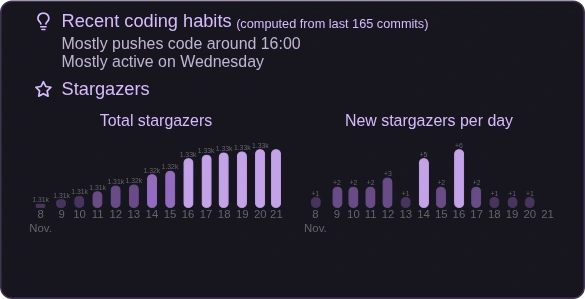 Recent coding habits (computed from last 165 commits)
Mostly pushes code around 16:00
Mostly active on Wednesday
Stargazers
Total stargazers
1.31k 1.31k 1.31k 1.31k 1.31k 1.32k 1.32k 1.32k 1.33k 1.33k 1.33k 1.33k 1.33k
8 9 10 11 12 13 14 15 16 17 18 19 20 21
Nov.
New stargazers per day
+1 +2 +2 +2 +3 +1 +5 +2 +6 +2 +1 +1 +1
8 9 10 11 12 13 14 15 16 17 18 19 20 21
Nov.